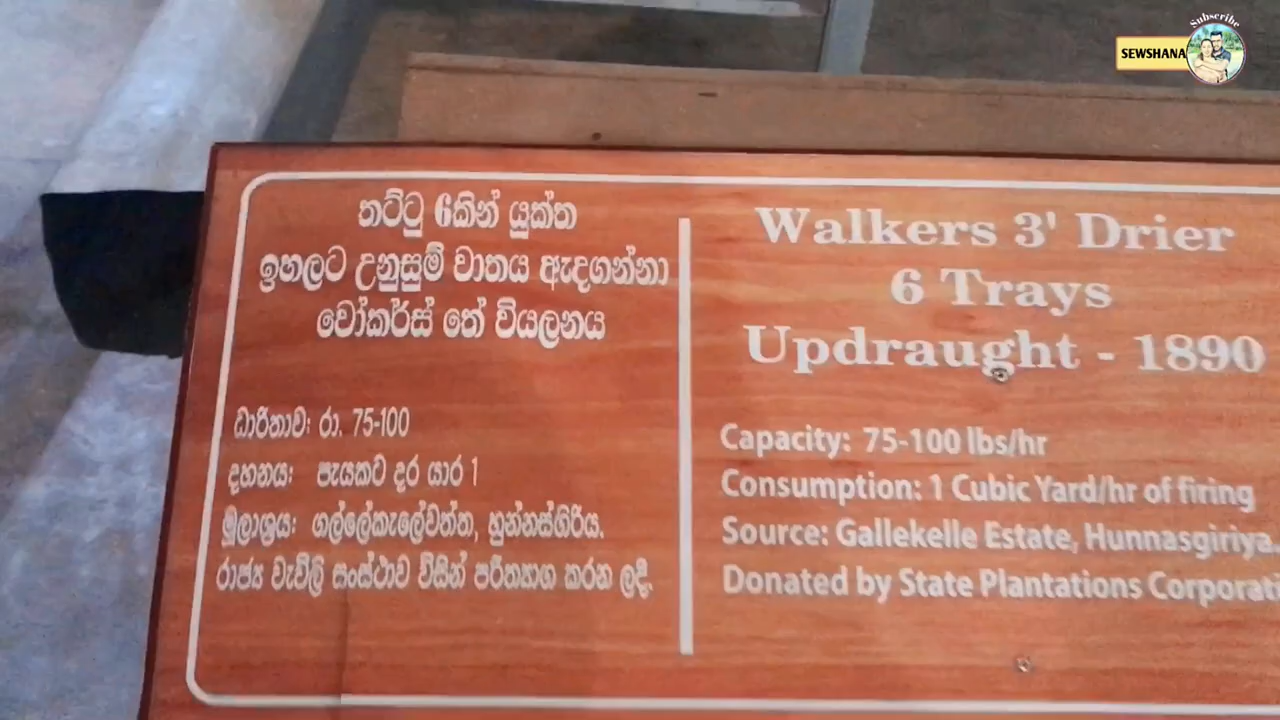 Subscribe
SEWSHANA
තට්ටු 6කින් යුක්ත
ඉහලට උනුසුම් වාතය ඇදගන්නා
වෝකර්ස් තේ වියලනය
ධාරිතාව: රා. 75-100
දහනය: පැයකට දර යාර 1
මූලාශ්‍රය: ගල්ලේකැලේවත්ත, හුන්නස්ගිරිය.
රාජ්‍ය වැවිලි සංස්ථාව විසින් පරිත්‍යාග කරන ලදී.
Walkers 3' Drier
6 Trays
Updraught - 1890
Capacity: 75-100 lbs/hr
Consumption: 1 Cubic Yard/hr of firing
Source: Gallekelle Estate, Hunnasgiriya.
Donated by State Plantations Corporati